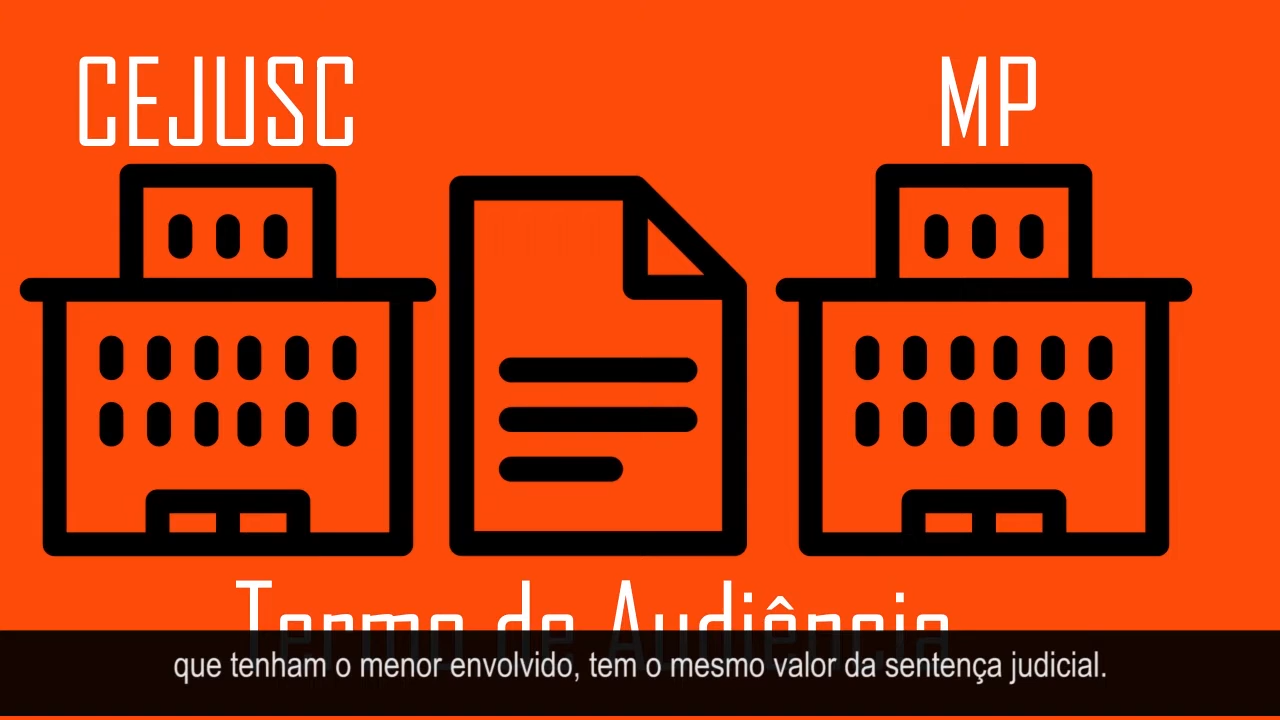 CEJUSC
MP
Termo de Audiência
que tenham o menor envolvido, tem o mesmo valor da sentença judicial.